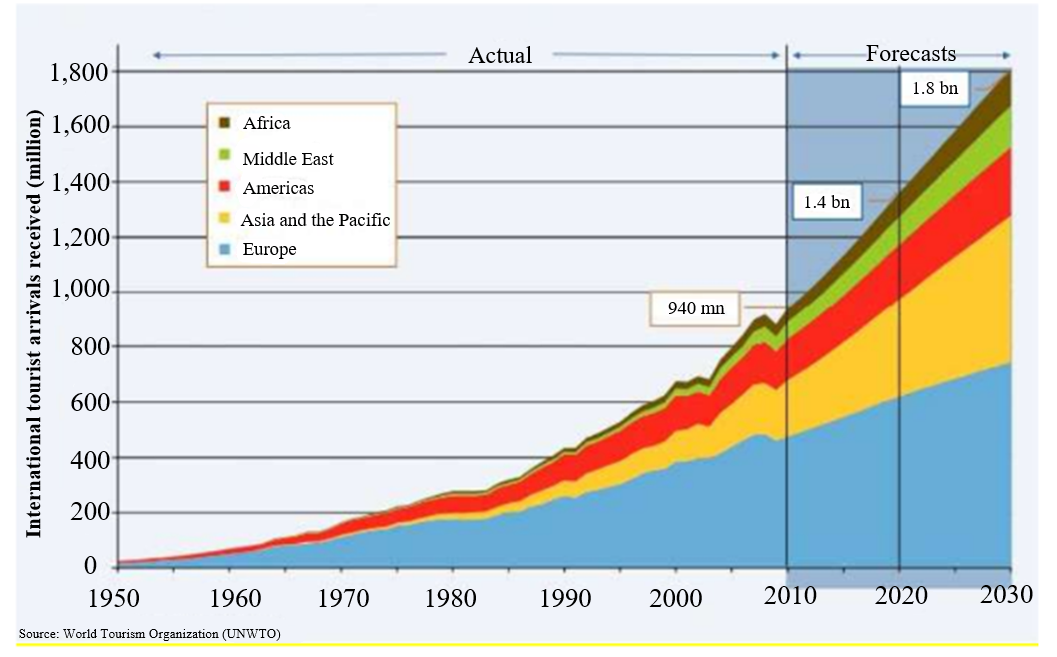 Actual
Forecasts
International tourist arrivals received (million)
1,800
1,600
1,400
1,200
1,000
800
600
400
200
0
Africa
Middle East
Americas
Asia and the Pacific
Europe
1.8 bn
1.4 bn
940 mn
1950 1960 1970 1980 1990 2000 2010 2020 2030
Source: World Tourism Organization (UNWTO)